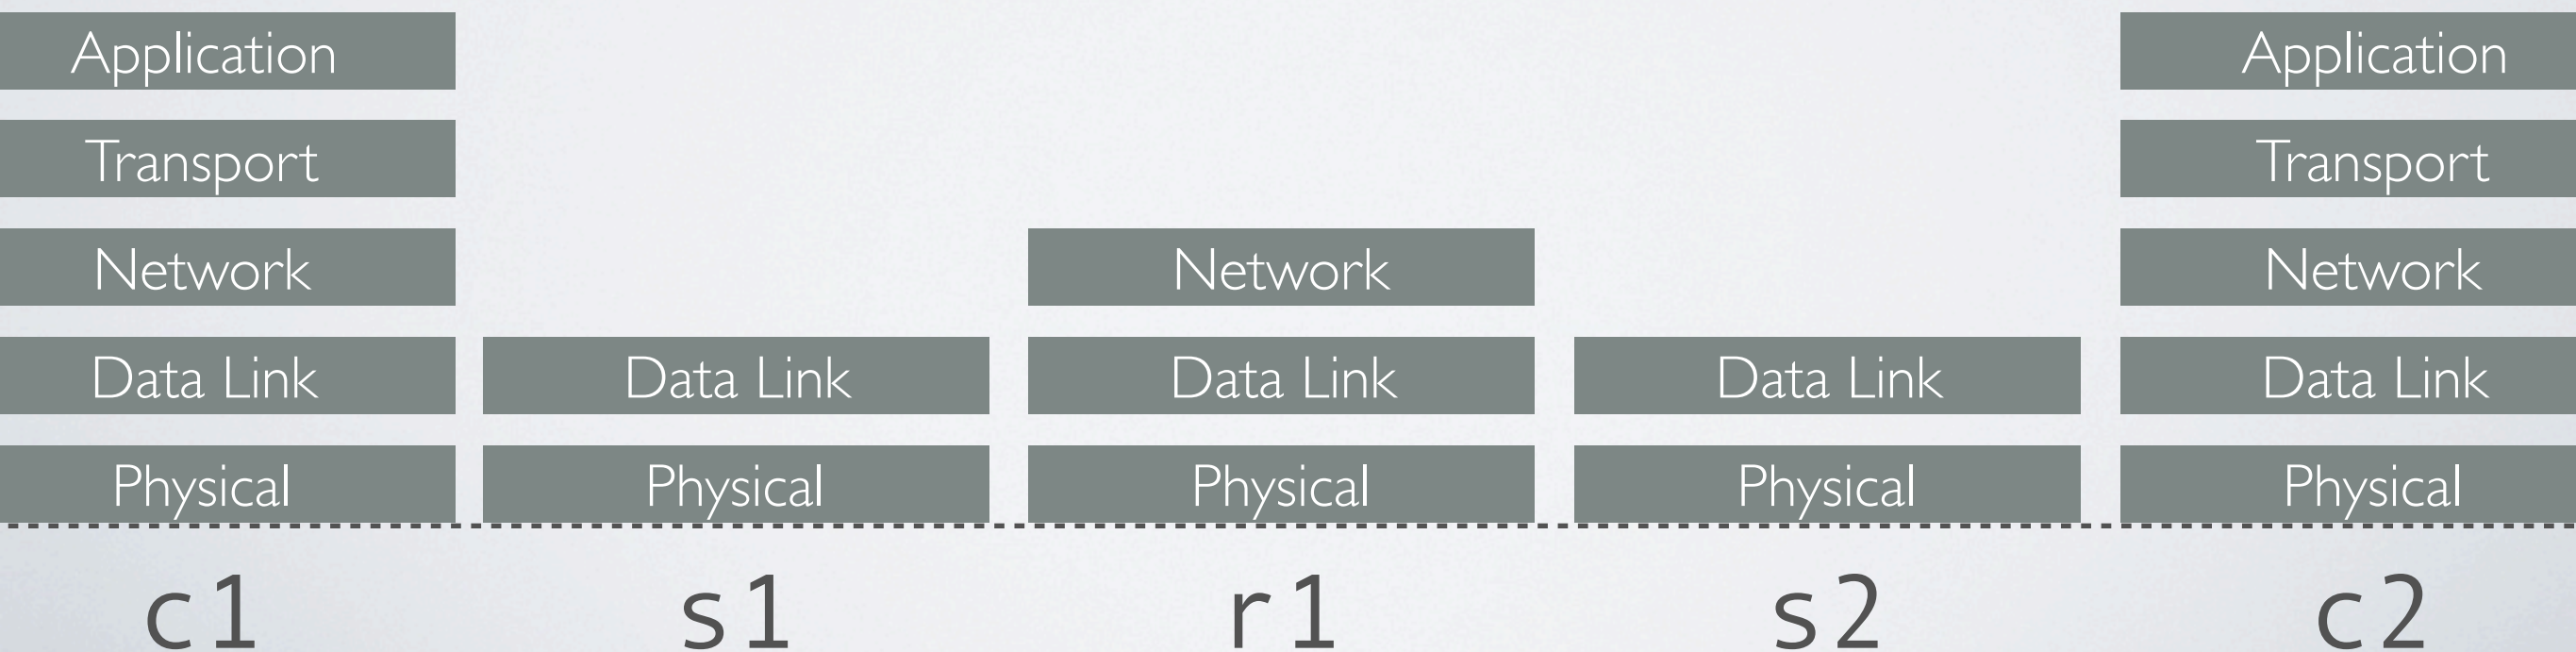 Application Application
Transport Transport
Network Network Network
Data Link Data Link Data Link Data Link Data Link
Physical Physical Physical Physical Physical
c1 s1 r1 s2 c2